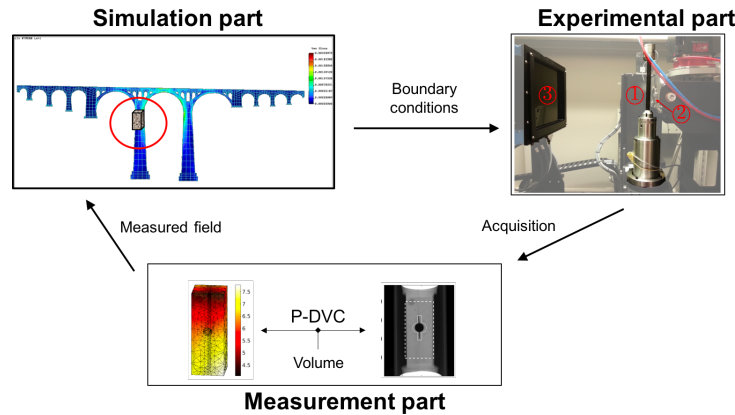 Simulation part
Experimental part
Boundary
conditions
①
②
③
Measured field
Acquisition
P-DVC
Volume
7.5
7
6.5
6
5.5
5
4.5
Measurement part